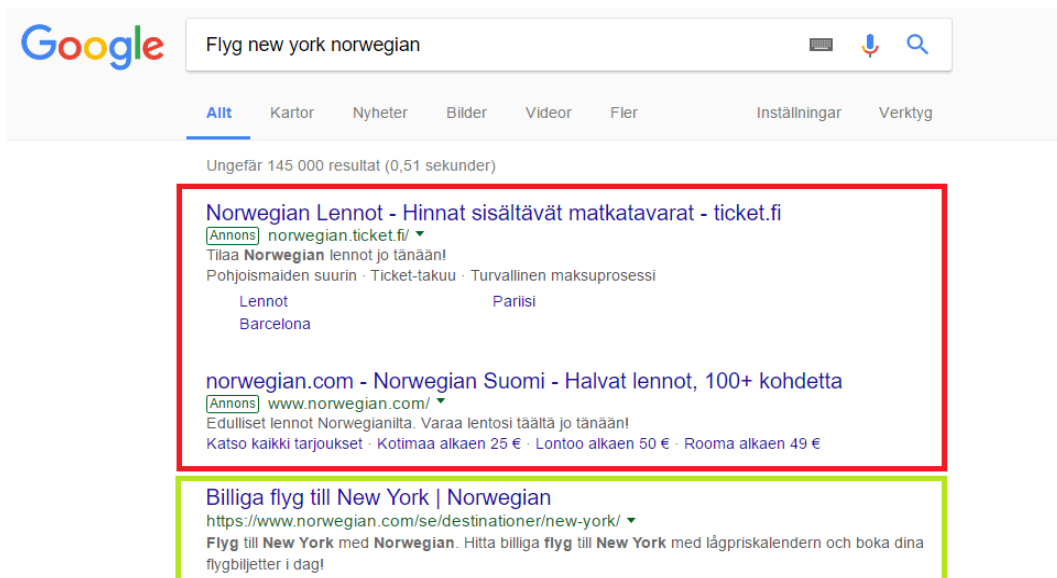 Google
Flyg new york norwegian
Allt Kartor Nyheter Bilder Videor Fler Inställningar Verktyg
Ungefär 145 000 resultat (0,51 sekunder)
Norwegian Lennot - Hinnat sisältävät matkatavarat - ticket.fi
Annons norwegian.ticket.fi/
Tilaa Norwegian lennot jo tänään!
Pohjoismaiden suurin · Ticket-takuu · Turvallinen maksuprosessi
Lennot Pariisi
Barcelona
norwegian.com - Norwegian Suomi - Halvat lennot, 100+ kohdetta
Annons www.norwegian.com/
Edulliset lennot Norwegianilta. Varaa lentosi täältä jo tänään!
Katso kaikki tarjoukset · Kotimaa alkaen 25 € · Lontoo alkaen 50 € · Rooma alkaen 49 €
Billiga flyg till New York | Norwegian
https://www.norwegian.com/se/destinationer/new-york/
Flyg till New York med Norwegian. Hitta billiga flyg till New York med lågpriskalendern och boka dina
flygbiljetter i dag!